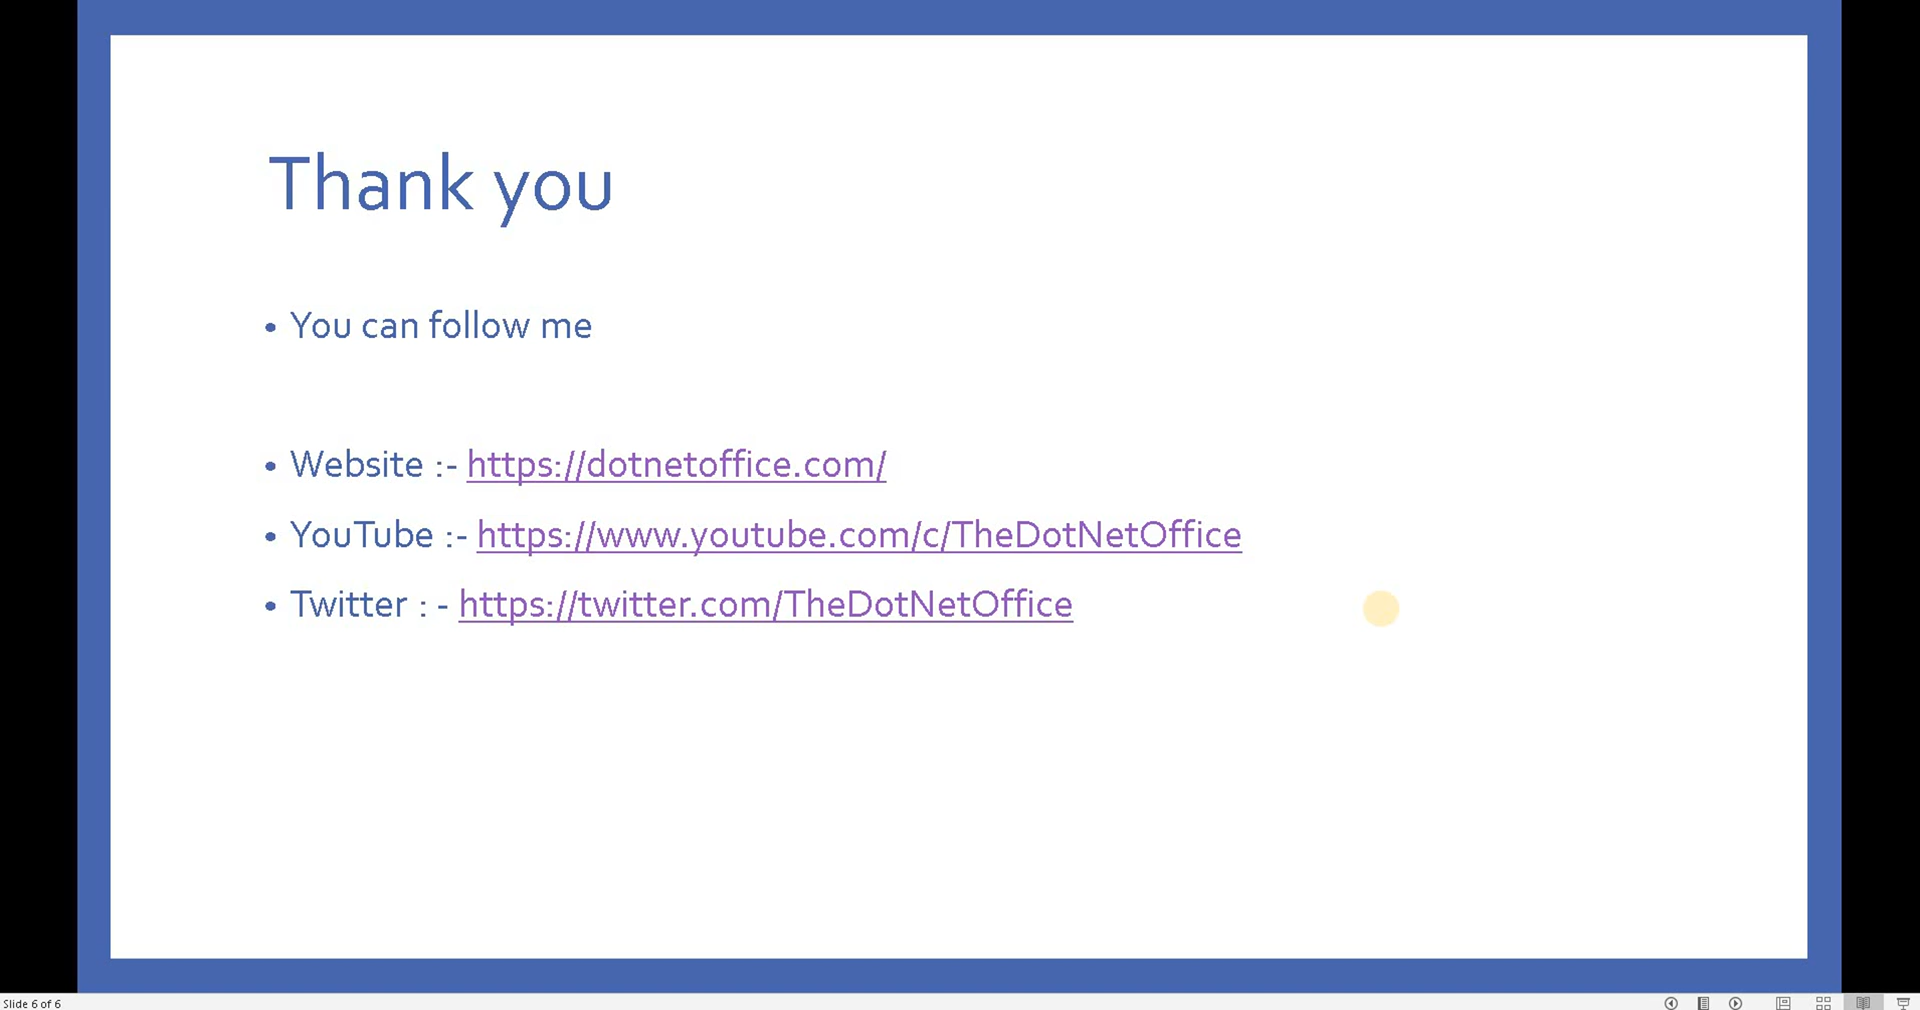 Thank you
• You can follow me
• Website :- https://dotnetoffice.com/
• YouTube :- https://www.youtube.com/c/TheDotNetOffice
• Twitter : - https://twitter.com/TheDotNetOffice
Slide 6 of 6